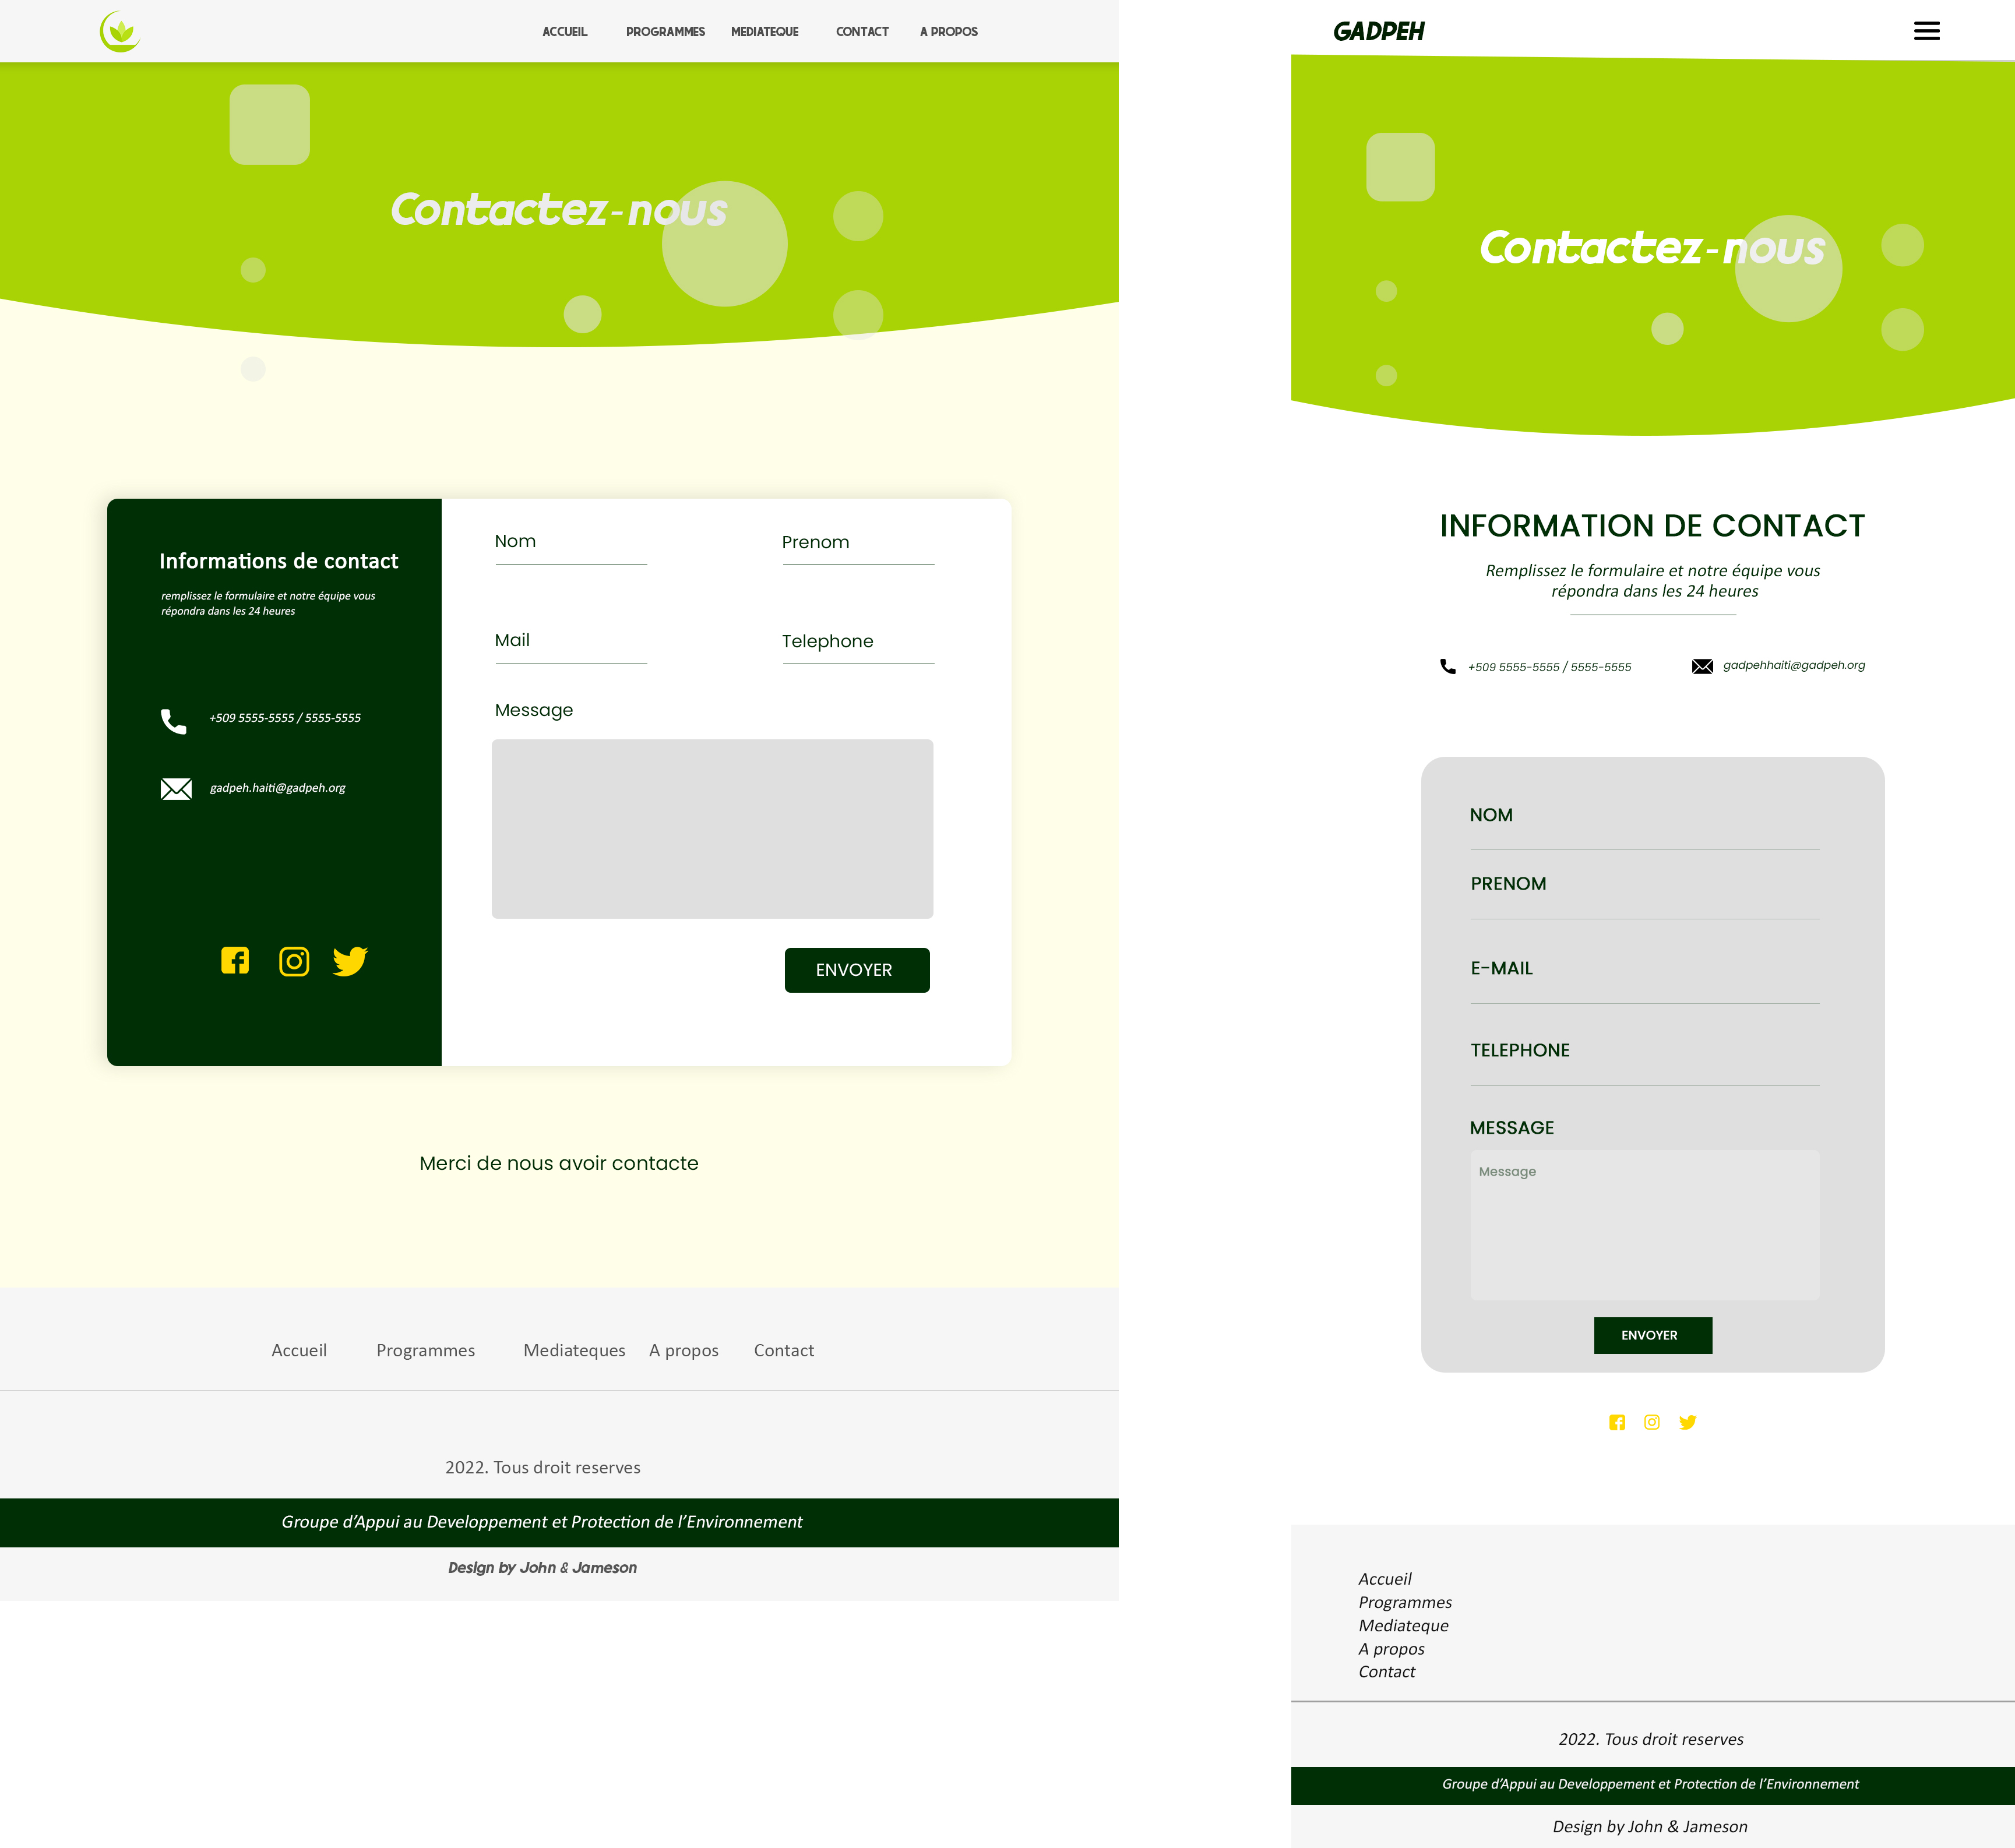 ACCUEIL PROGRAMMES MEDIATEQUE CONTACT A PROPOS
Contactez-nous
Informations de contact
remplissez le formulaire et notre équipe vous
répondra dans les 24 heures
+509 5555-5555 / 5555-5555
gadpeh.haiti@gadpeh.org
Nom
Prenom
Mail
Telephone
Message
ENVOYER
Merci de nous avoir contacte
Accueil Programmes Mediateques A propos Contact
2022. Tous droit reserves
Groupe d’Appui au Developpement et Protection de l’Environnement
Design by John & Jameson
GADPEH
Contactez-nous
INFORMATION DE CONTACT
Remplissez le formulaire et notre équipe vous
répondra dans les 24 heures
+509 5555-5555 / 5555-5555
gadpehhaiti@gadpeh.org
NOM
PRENOM
E-MAIL
TELEPHONE
MESSAGE
Message
ENVOYER
Accueil
Programmes
Mediateque
A propos
Contact
2022. Tous droit reserves
Groupe d’Appui au Developpement et Protection de l’Environnement
Design by John & Jameson